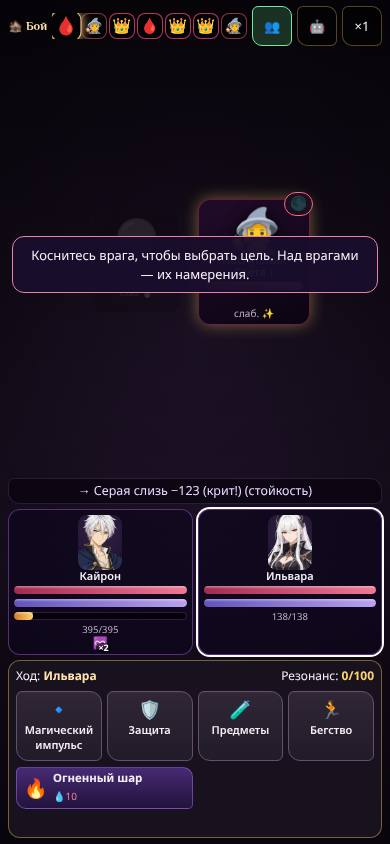 Бой
×1
Коснитесь врага, чтобы выбрать цель. Над врагами
— их намерения.
слаб. ✨
→ Серая слизь −123 (крит!) (стойкость)
Кайрон
395/395
×2
Ильвара
138/138
Ход: Ильвара
Резонанс: 0/100
Магический
импульс
Защита
Предметы
Бегство
Огненный шар
💧10